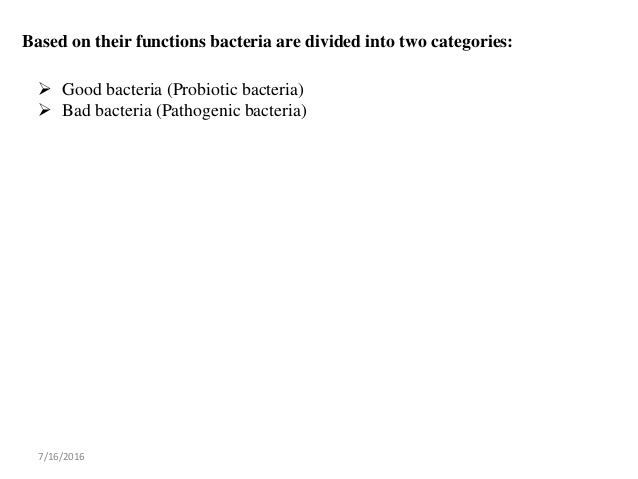 Based on their functions bacteria are divided into two categories:
➢ Good bacteria (Probiotic bacteria)
➢ Bad bacteria (Pathogenic bacteria)
7/16/2016